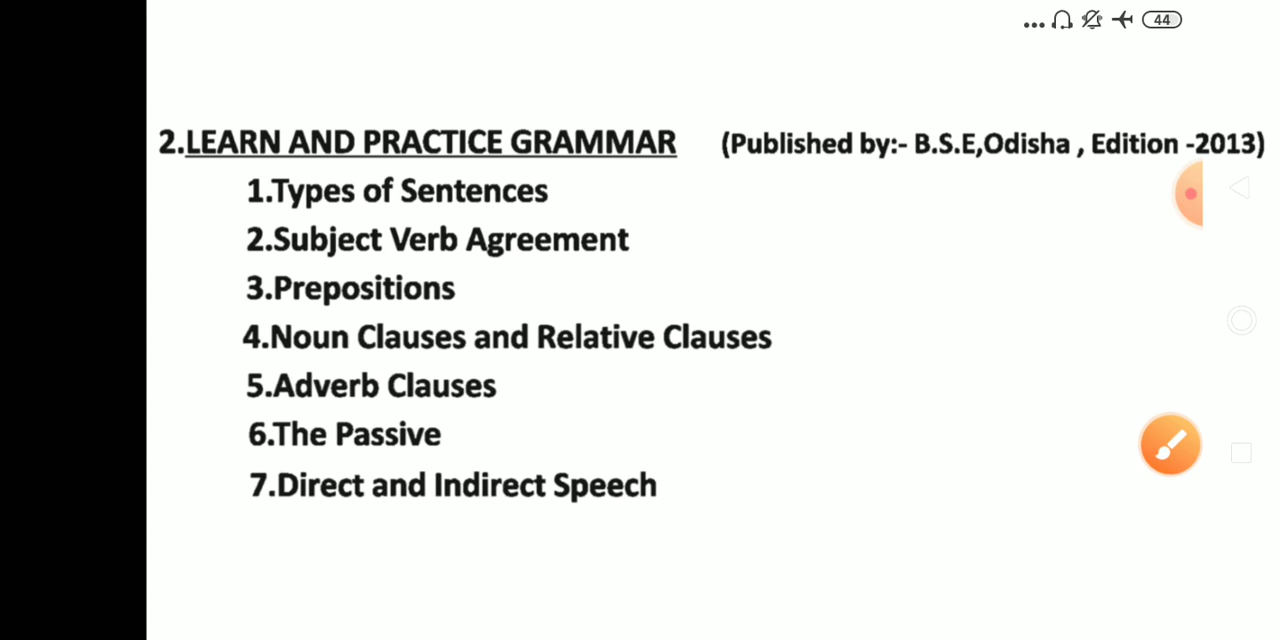 44
2.LEARN AND PRACTICE GRAMMAR (Published by:- B.S.E,Odisha , Edition -2013)
1.Types of Sentences
2.Subject Verb Agreement
3.Prepositions
4.Noun Clauses and Relative Clauses
5.Adverb Clauses
6.The Passive
7.Direct and Indirect Speech